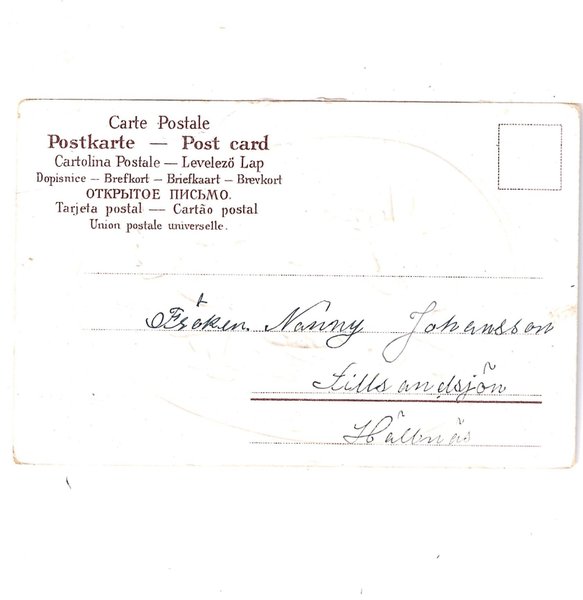 Carte Postale
Postkarte — Post card
Cartolina Postale — Levelező Lap
Dopisnice – Brefkort – Briefkaart – Brevkort
ОТКРЫТОЕ ПИСЬМО.
Tarjeta postal — Cartão postal
Union postale universelle.
Fröken Nanny Johansson
Lillsandsjön
Hällnäs